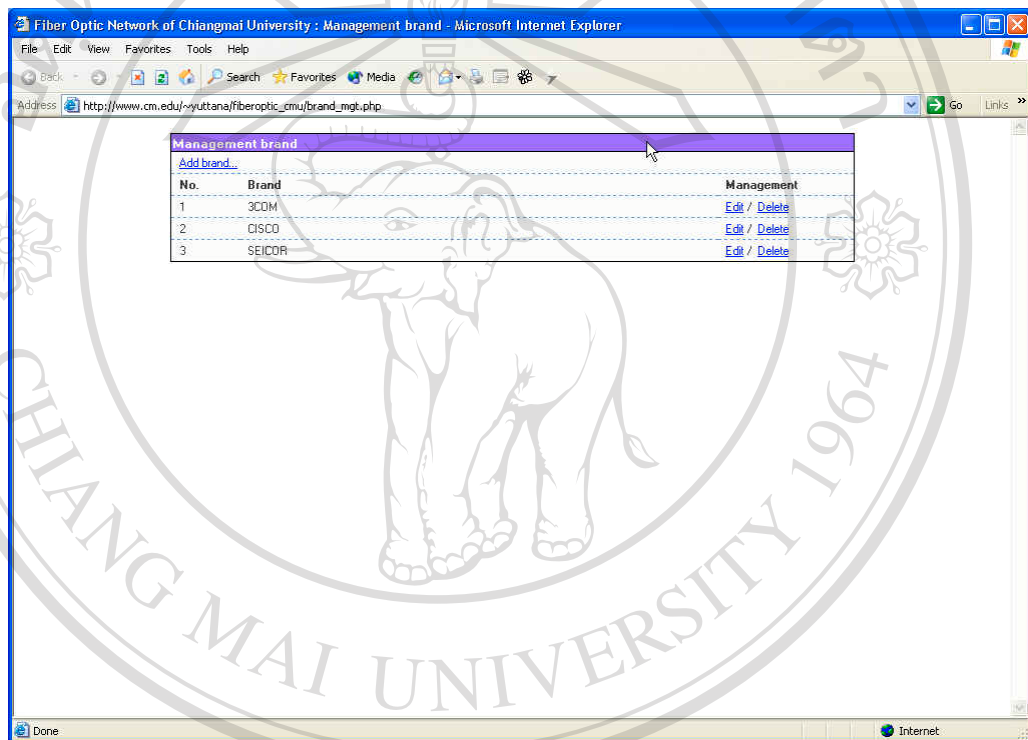 Fiber Optic Network of Chiangmai University : Management brand - Microsoft Internet Explorer
File Edit View Favorites Tools Help
Back Search Favorites Media
Address http://www.cm.edu/~yuttana/fiberoptic_cmu/brand_mgt.php Go Links »
Management brand
Add brand...
No. Brand Management
1 3COM Edit / Delete
2 CISCO Edit / Delete
3 SEICOR Edit / Delete
CHIANG MAI UNIVERSITY 1964
Done Internet